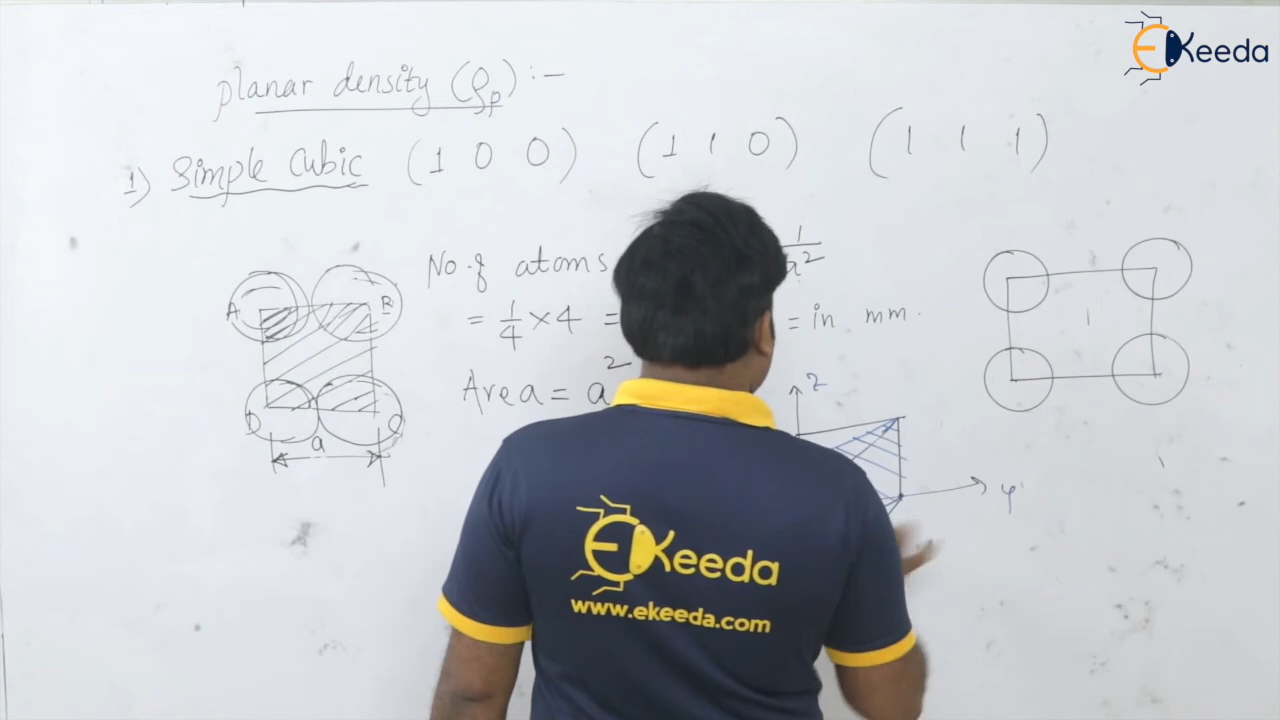 EKeeda
planar density (ρp) :-
1) Simple Cubic (1 0 0) (1 1 0) (1 1 1)
No. of atoms
= 1/4 × 4 =
1/a²
= in mm.
Area = a²
A B
D
a
z
y
EKeeda
www.ekeeda.com